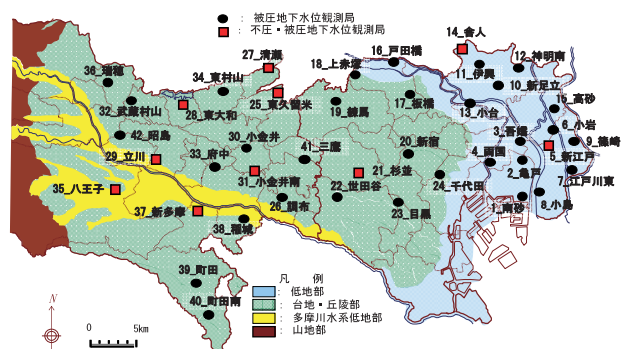 ● : 被圧地下水位観測局
■ : 不圧・被圧地下水位観測局
14_舎人
16_戸田橋
27_清瀬
18_上赤塚
12_神明南
36_瑞穂
34_東村山
11_伊興
10_新足立
32_武蔵村山
28_東大和
25_東久留米
19_練馬
17_板橋
13_小台
15_高砂
42_昭島
30_小金井
41_三鷹
20_新宿
3_吾嬬
6_小岩
9_篠崎
29_立川
33_府中
4_両国
5_新江戸
35_八王子
31_小金井南
21_杉並
24_千代田
2_亀戸
7_江戸川東
37_新多摩
26_調布
22_世田谷
23_目黒
1_南砂
8_小島
38_稲城
39_町田
40_町田南
凡 例
: 低地部
: 台地・丘陵部
: 多摩川水系低地部
: 山地部
N
0 5km